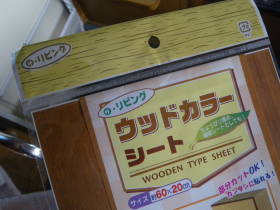 ・リビング
・リビング
ウッドカラー
シート
WOODEN TYPE SHEET
サイズ 約60×20cm
部分カットOK!
カンタンに貼れる!